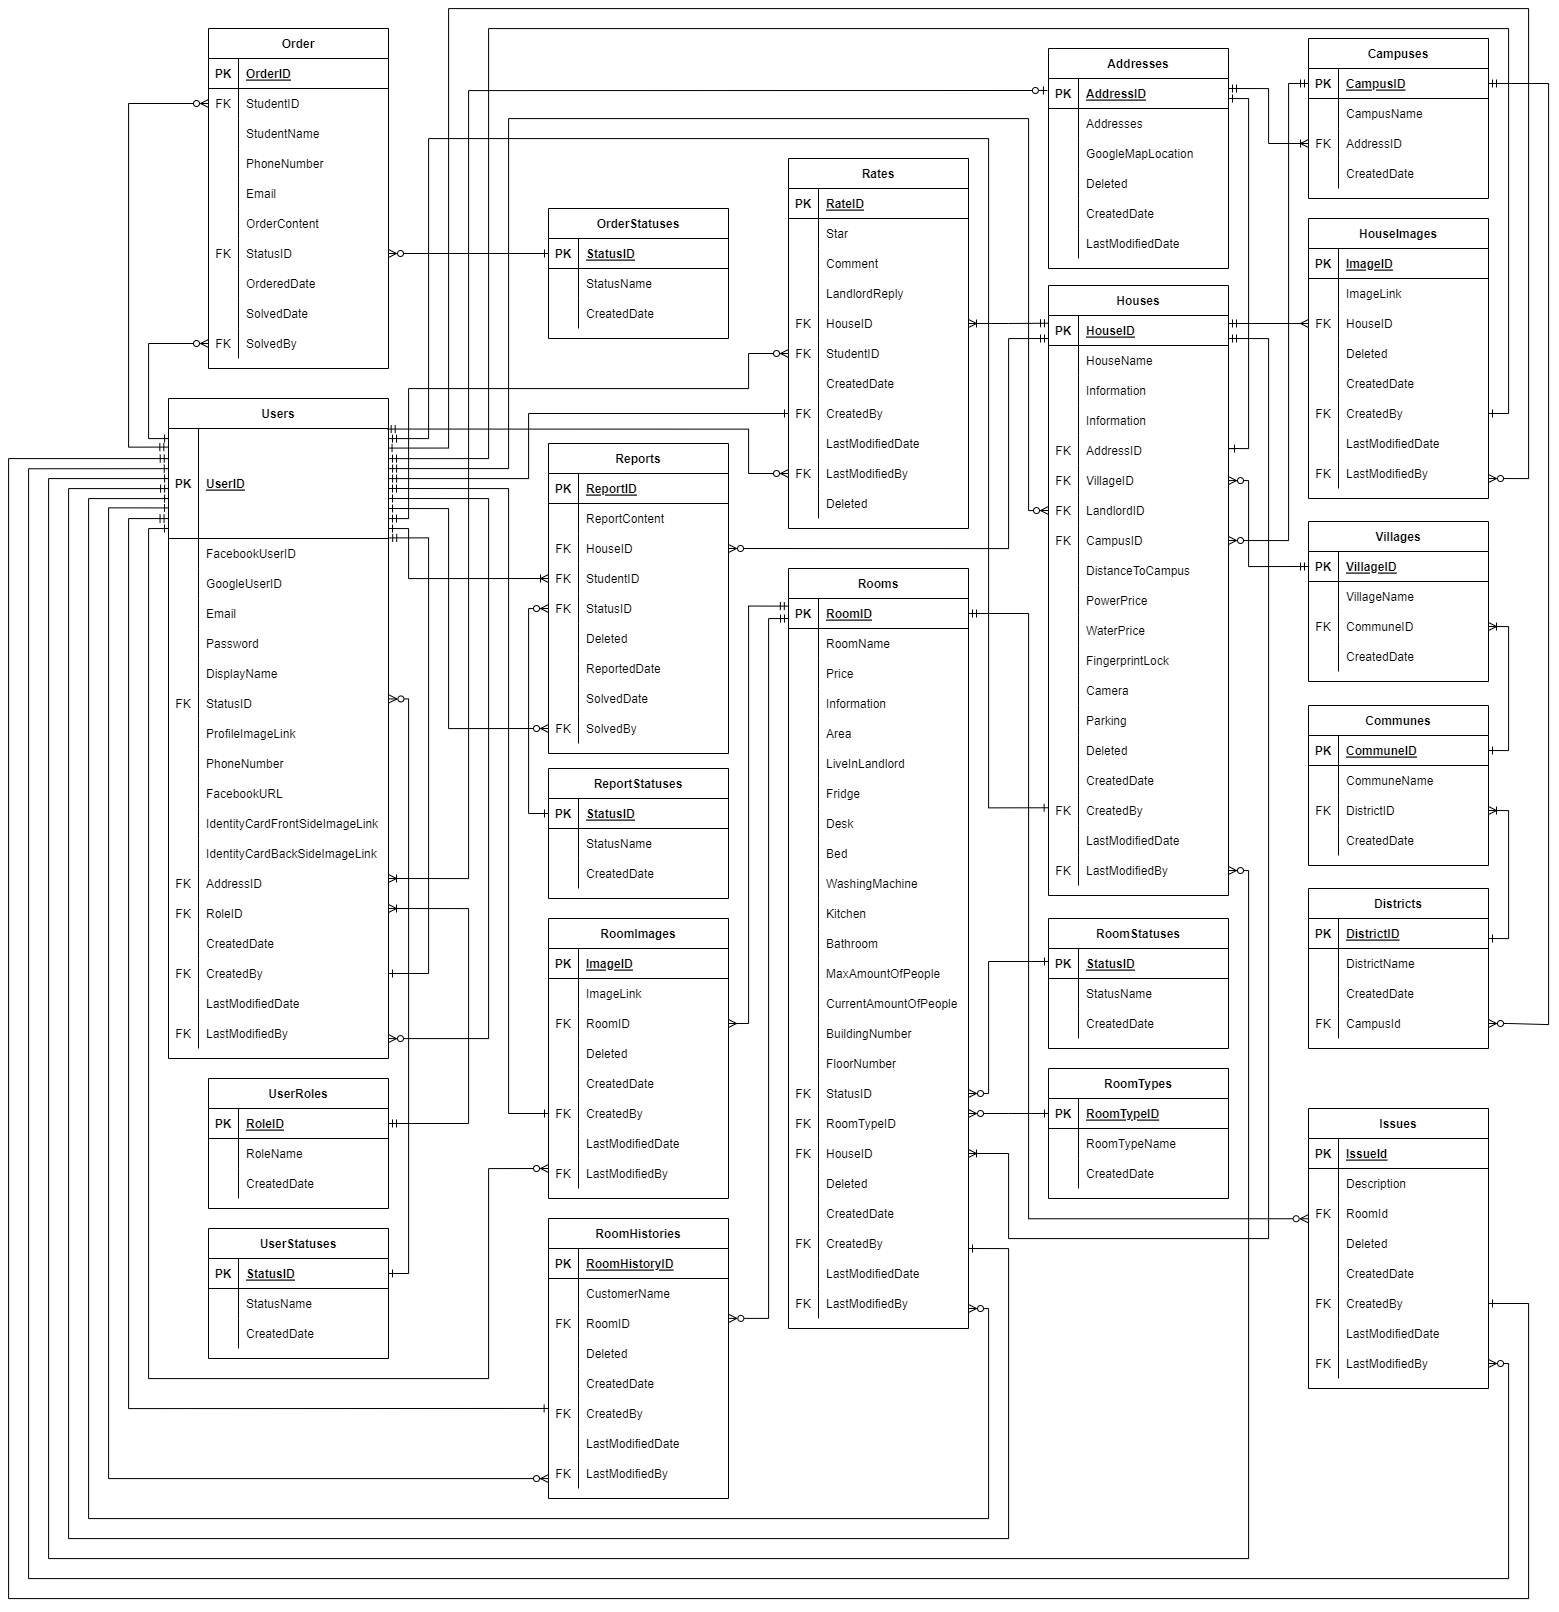 Order
PK OrderID
FK StudentID
StudentName
PhoneNumber
Email
OrderContent
FK StatusID
OrderedDate
SolvedDate
FK SolvedBy
Users
PK UserID
FacebookUserID
GoogleUserID
Email
Password
DisplayName
FK StatusID
ProfileImageLink
PhoneNumber
FacebookURL
IdentityCardFrontSideImageLink
IdentityCardBackSideImageLink
FK AddressID
FK RoleID
CreatedDate
FK CreatedBy
LastModifiedDate
FK LastModifiedBy
UserRoles
PK RoleID
RoleName
CreatedDate
UserStatuses
PK StatusID
StatusName
CreatedDate
OrderStatuses
PK StatusID
StatusName
CreatedDate
Reports
PK ReportID
ReportContent
FK HouseID
FK StudentID
FK StatusID
Deleted
ReportedDate
SolvedDate
FK SolvedBy
ReportStatuses
PK StatusID
StatusName
CreatedDate
RoomImages
PK ImageID
ImageLink
FK RoomID
Deleted
CreatedDate
FK CreatedBy
LastModifiedDate
FK LastModifiedBy
RoomHistories
PK RoomHistoryID
CustomerName
FK RoomID
Deleted
CreatedDate
FK CreatedBy
LastModifiedDate
FK LastModifiedBy
Rates
PK RateID
Star
Comment
LandlordReply
FK HouseID
FK StudentID
CreatedDate
FK CreatedBy
LastModifiedDate
FK LastModifiedBy
Deleted
Rooms
PK RoomID
RoomName
Price
Information
Area
LiveInLandlord
Fridge
Desk
Bed
WashingMachine
Kitchen
Bathroom
MaxAmountOfPeople
CurrentAmountOfPeople
BuildingNumber
FloorNumber
FK StatusID
FK RoomTypeID
FK HouseID
Deleted
CreatedDate
FK CreatedBy
LastModifiedDate
FK LastModifiedBy
Addresses
PK AddressID
Addresses
GoogleMapLocation
Deleted
CreatedDate
LastModifiedDate
Houses
PK HouseID
HouseName
Information
Information
FK AddressID
FK VillageID
FK LandlordID
FK CampusID
DistanceToCampus
PowerPrice
WaterPrice
FingerprintLock
Camera
Parking
Deleted
CreatedDate
FK CreatedBy
LastModifiedDate
FK LastModifiedBy
RoomStatuses
PK StatusID
StatusName
CreatedDate
RoomTypes
PK RoomTypeID
RoomTypeName
CreatedDate
Campuses
PK CampusID
CampusName
FK AddressID
CreatedDate
HouseImages
PK ImageID
ImageLink
FK HouseID
Deleted
CreatedDate
FK CreatedBy
LastModifiedDate
FK LastModifiedBy
Villages
PK VillageID
VillageName
FK CommuneID
CreatedDate
Communes
PK CommuneID
CommuneName
FK DistrictID
CreatedDate
Districts
PK DistrictID
DistrictName
CreatedDate
FK CampusId
Issues
PK IssueId
Description
FK RoomId
Deleted
CreatedDate
FK CreatedBy
LastModifiedDate
FK LastModifiedBy